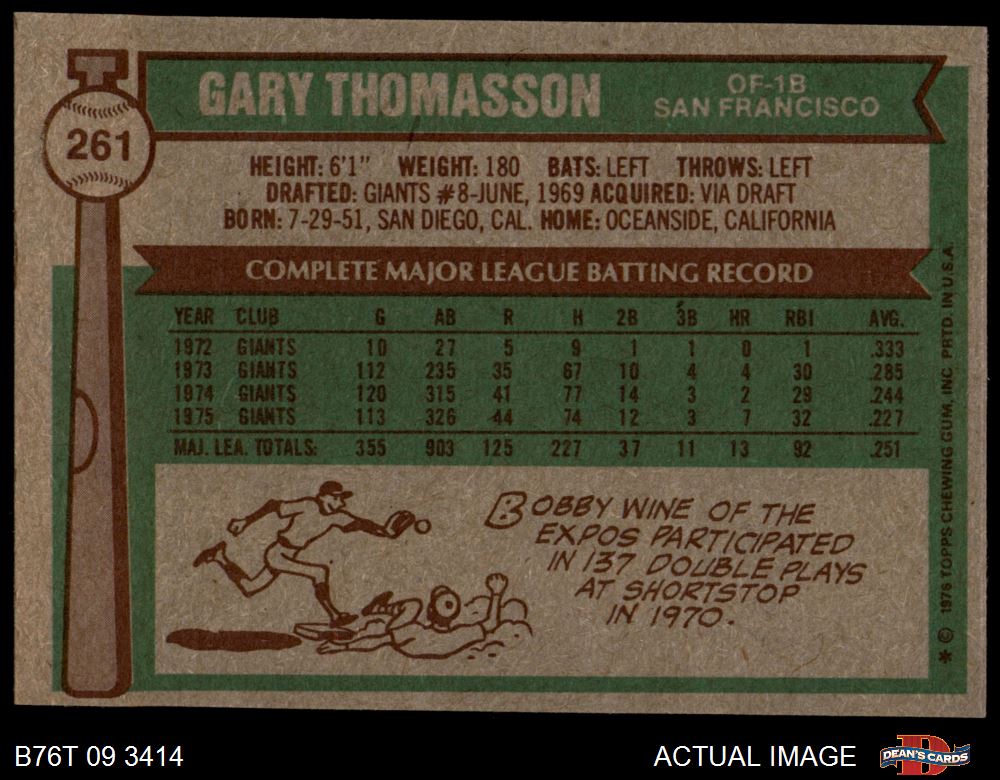 T
261
GARY THOMASSON
OF-1B
SAN FRANCISCO
HEIGHT: 6'1" WEIGHT: 180 BATS: LEFT THROWS: LEFT
DRAFTED: GIANTS #8-JUNE, 1969 ACQUIRED: VIA DRAFT
BORN: 7-29-51, SAN DIEGO, CAL. HOME: OCEANSIDE, CALIFORNIA
COMPLETE MAJOR LEAGUE BATTING RECORD
YEAR CLUB G AB R H 2B 3B HR RBI AVG.
1972 GIANTS 10 27 5 9 1 1 0 1 .333
1973 GIANTS 112 235 35 67 10 4 4 30 .285
1974 GIANTS 120 315 41 77 14 3 2 29 .244
1975 GIANTS 113 326 44 74 12 3 7 32 .227
MAJ. LEA. TOTALS: 355 903 125 227 37 11 13 92 .251
BOBBY WINE OF THE
EXPOS PARTICIPATED
IN 137 DOUBLE PLAYS
AT SHORTSTOP
IN 1970.
* © 1976 TOPPS CHEWING GUM, INC. PRTD. IN U.S.A.
B76T 09 3414
ACTUAL IMAGE
DEAN'S CARDS